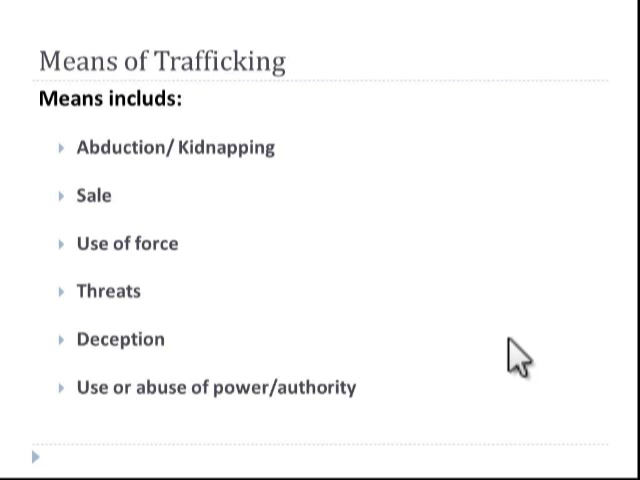 Means of Trafficking
Means includs:
Abduction/ Kidnapping
Sale
Use of force
Threats
Deception
Use or abuse of power/authority